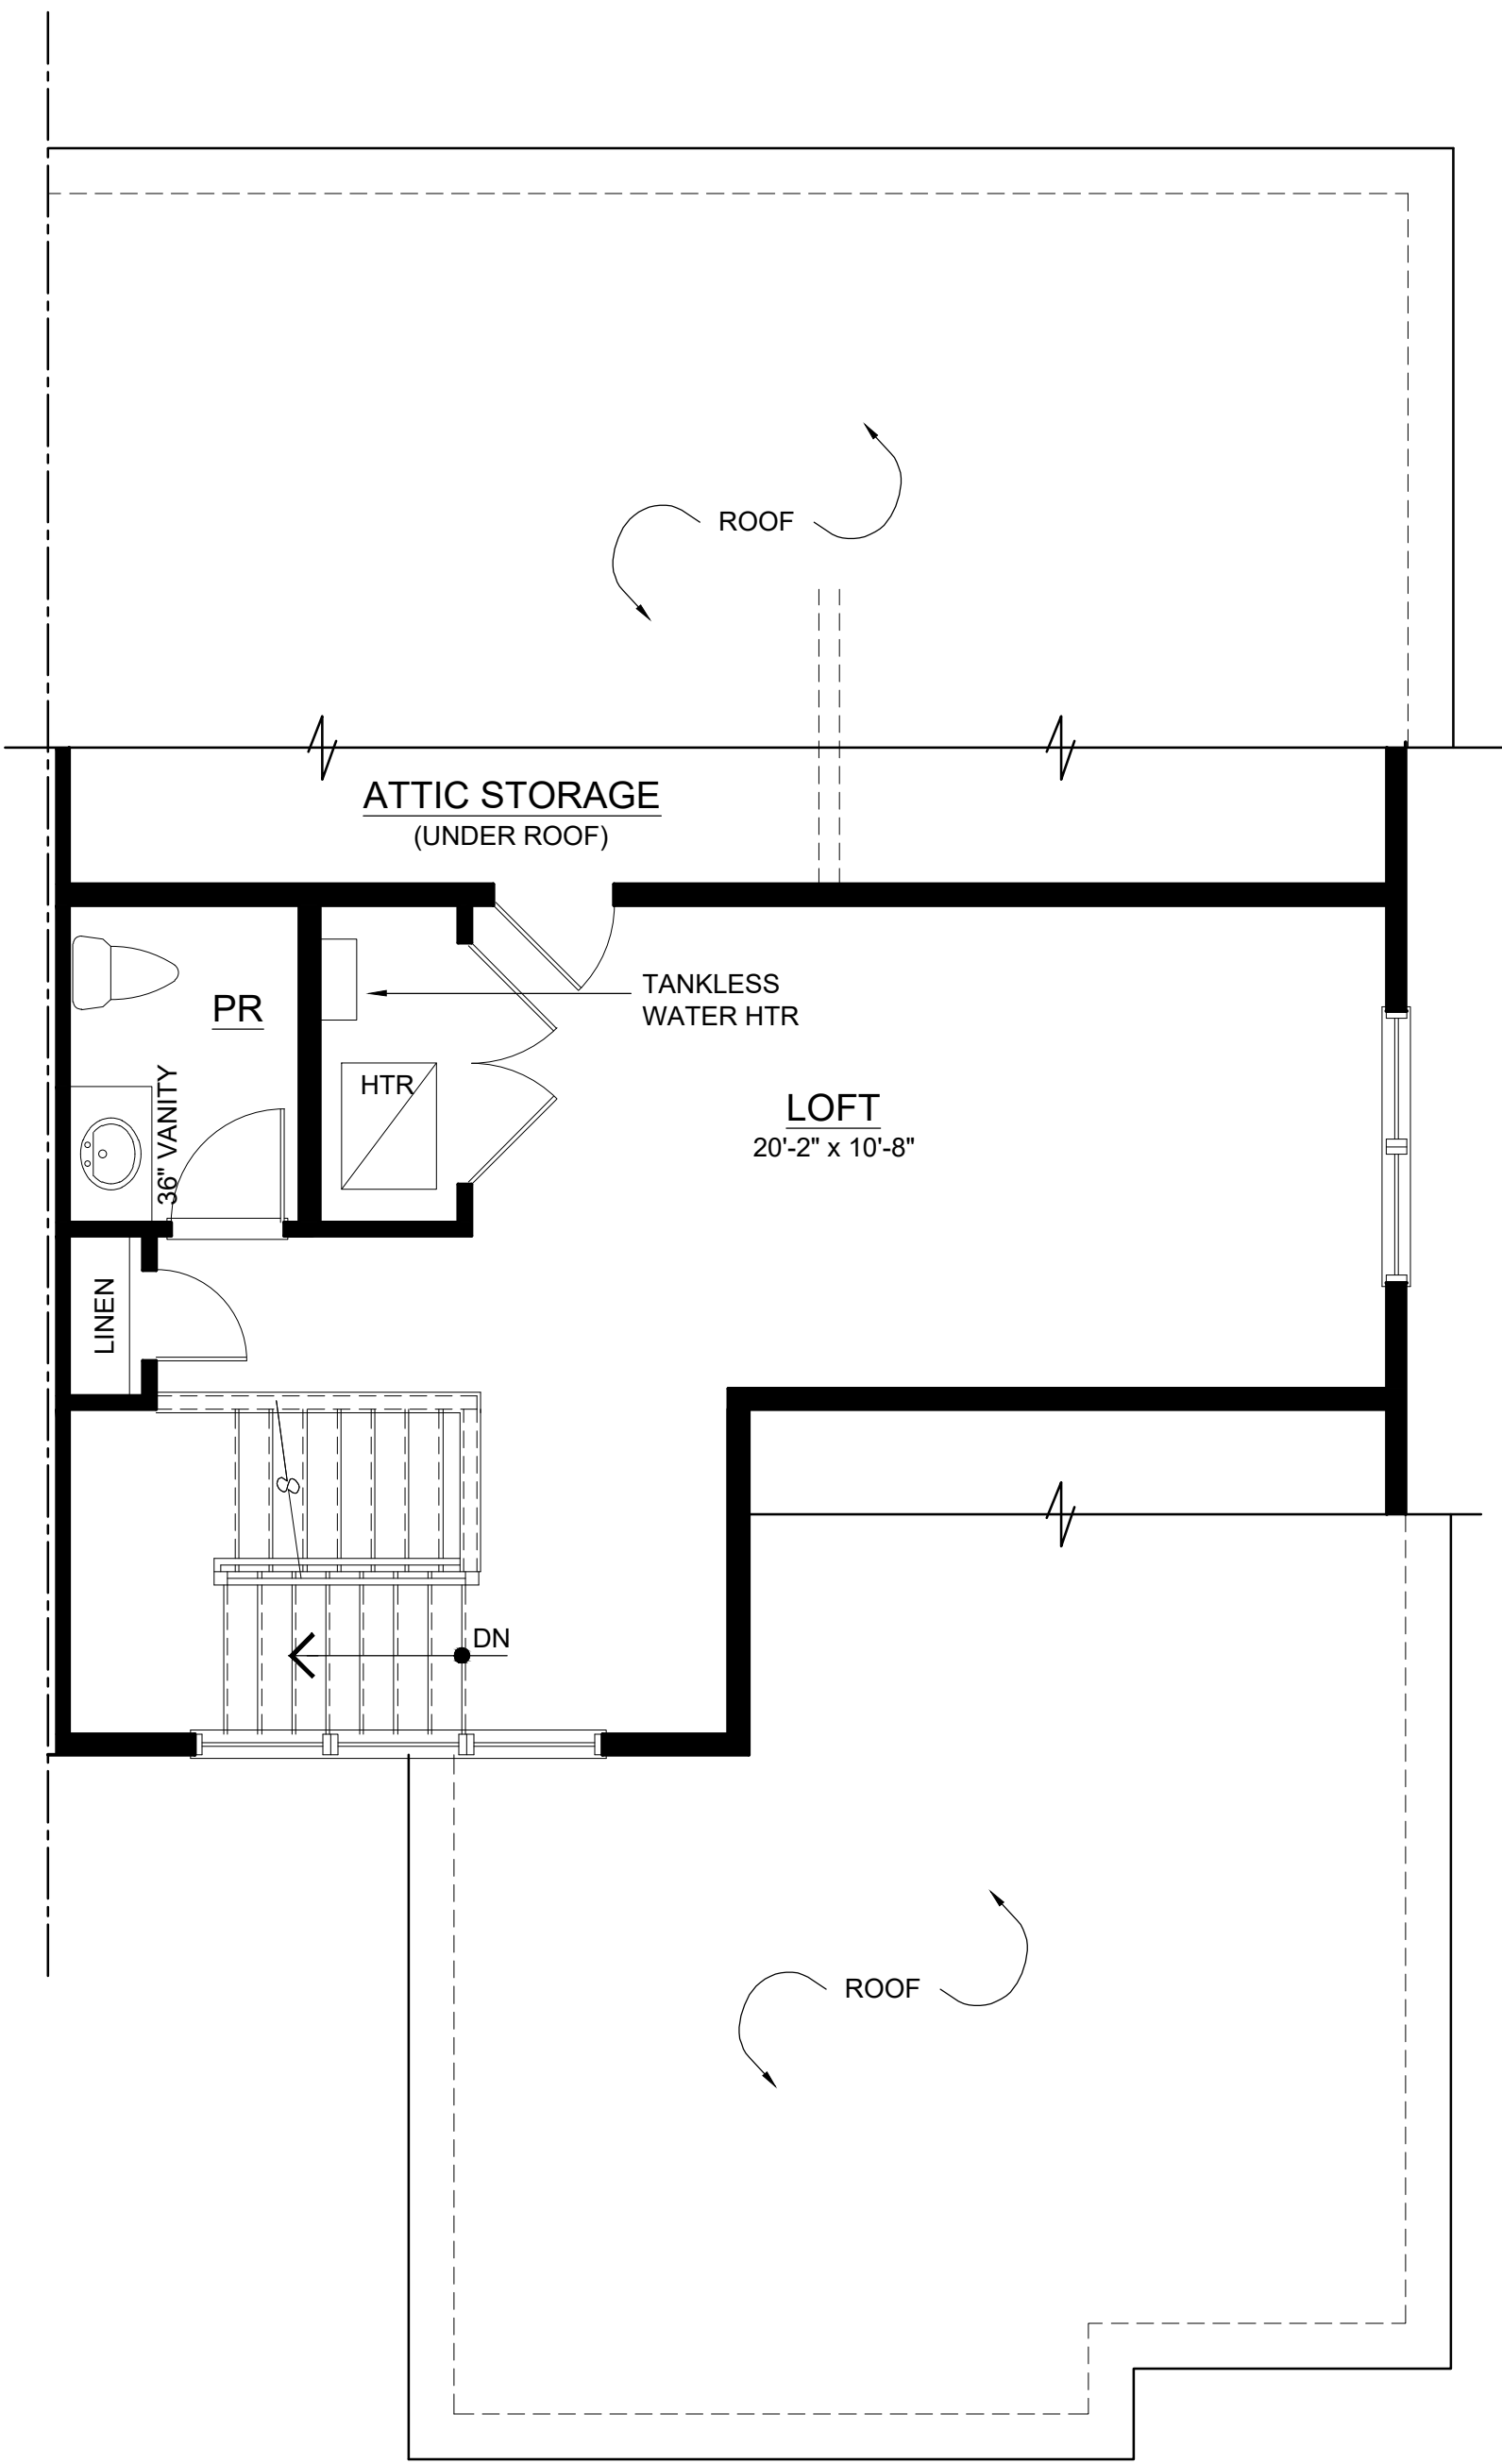 ROOF
ATTIC STORAGE
(UNDER ROOF)
TANKLESS
WATER HTR
PR
HTR
36" VANITY
LOFT
20'-2" x 10'-8"
LINEN
DN
ROOF